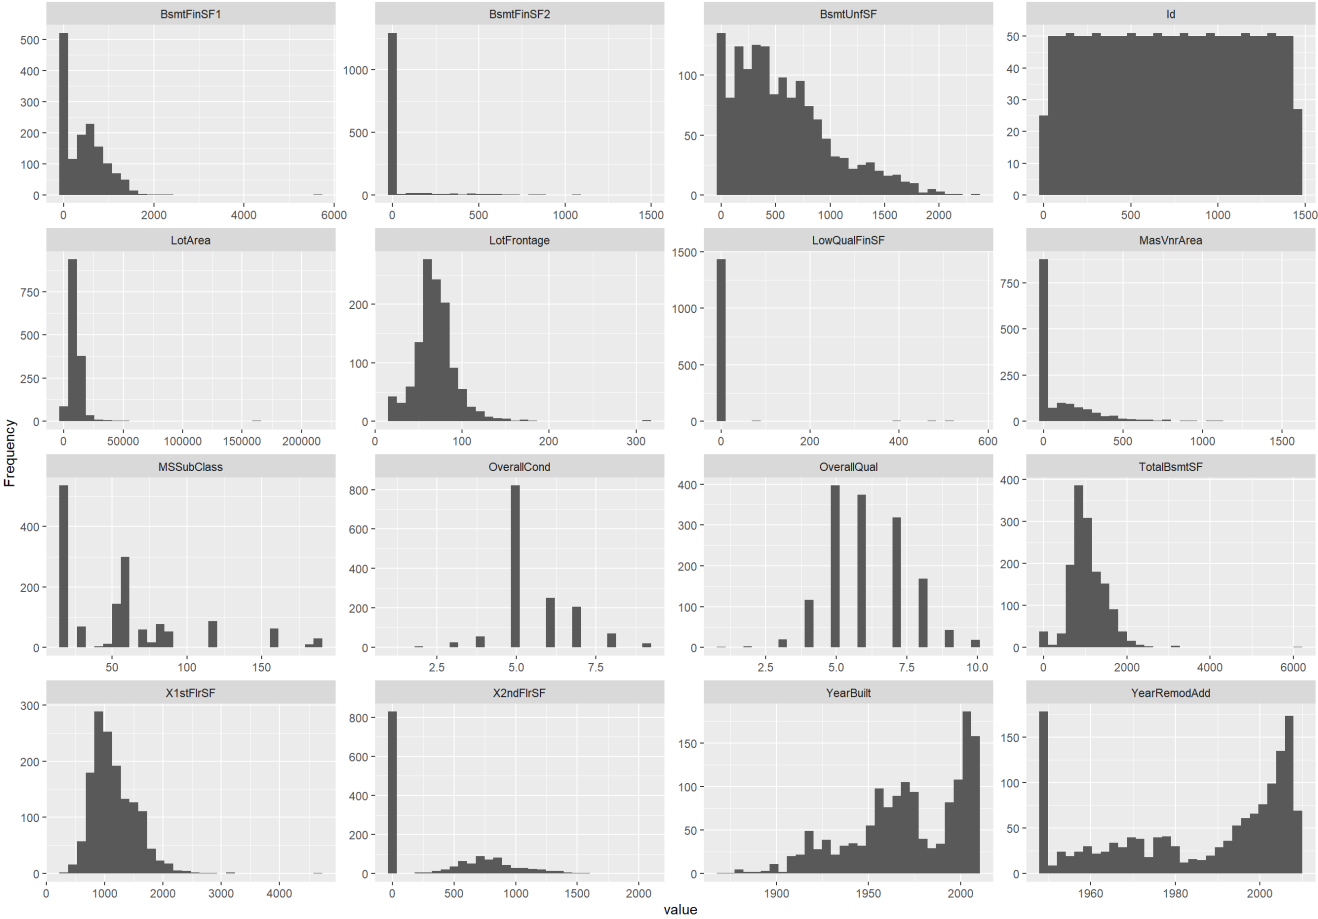 BsmtFinSF1 BsmtFinSF2 BsmtUnfSF Id
500 400 300 200 100 0
1000 500 0
100 50 0
50 40 30 20 10 0
0 2000 4000 6000
0 500 1000 1500
0 500 1000 1500 2000
0 500 1000 1500
LotArea LotFrontage LowQualFinSF MasVnrArea
750 500 250 0
200 100 0
1500 1000 500 0
750 500 250 0
0 50000 100000 150000 200000
0 100 200 300
0 200 400 600
0 500 1000 1500
Frequency
MSSubClass OverallCond OverallQual TotalBsmtSF
400 200 0
800 600 400 200 0
400 300 200 100 0
400 300 200 100 0
50 100 150
2.5 5.0 7.5
2.5 5.0 7.5 10.0
0 2000 4000 6000
X1stFlrSF X2ndFlrSF YearBuilt YearRemodAdd
300 200 100 0
800 600 400 200 0
150 100 50 0
150 100 50 0
0 1000 2000 3000 4000
0 500 1000 1500 2000
1900 1950 2000
1960 1980 2000
value